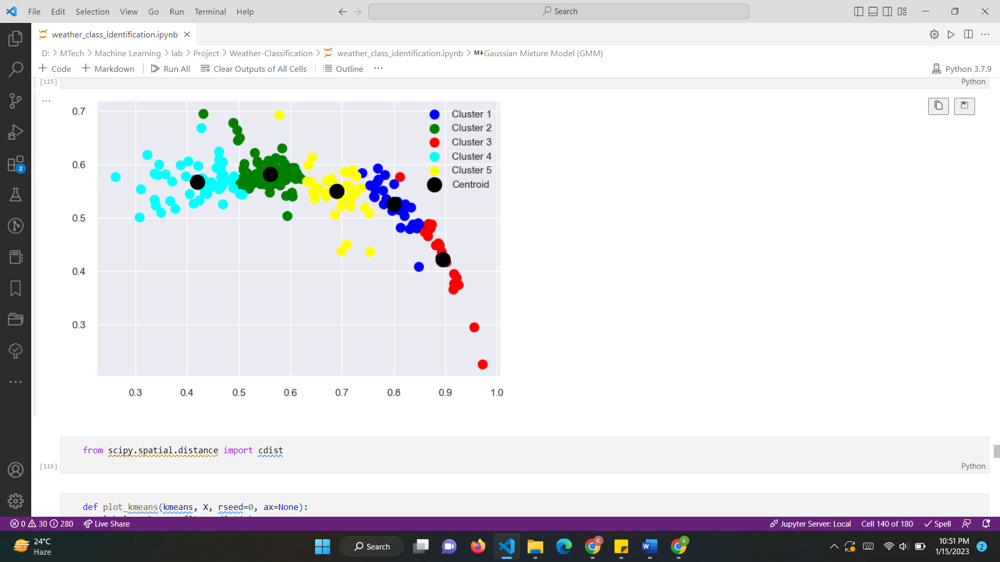 File Edit Selection View Go Run Terminal Help
Search
weather_class_identification.ipynb
D: > MTech > Machine Learning > lab > Project > Weather-Classification > weather_class_identification.ipynb > M↓Gaussian Mixture Model (GMM)
+ Code + Markdown Run All Clear Outputs of All Cells Outline ...
Python 3.7.9
[115]
Python
...
0.7
0.6
0.5
0.4
0.3
Cluster 1
Cluster 2
Cluster 3
Cluster 4
Cluster 5
Centroid
0.3 0.4 0.5 0.6 0.7 0.8 0.9 1.0
from scipy.spatial.distance import cdist
[116]
Python
def plot_kmeans(kmeans, X, rseed=0, ax=None):
2
0 30 280 Live Share
Jupyter Server: Local Cell 140 of 180 Spell
24°C
Haze
Search
K
W
k
10:51 PM
1/15/2023
2